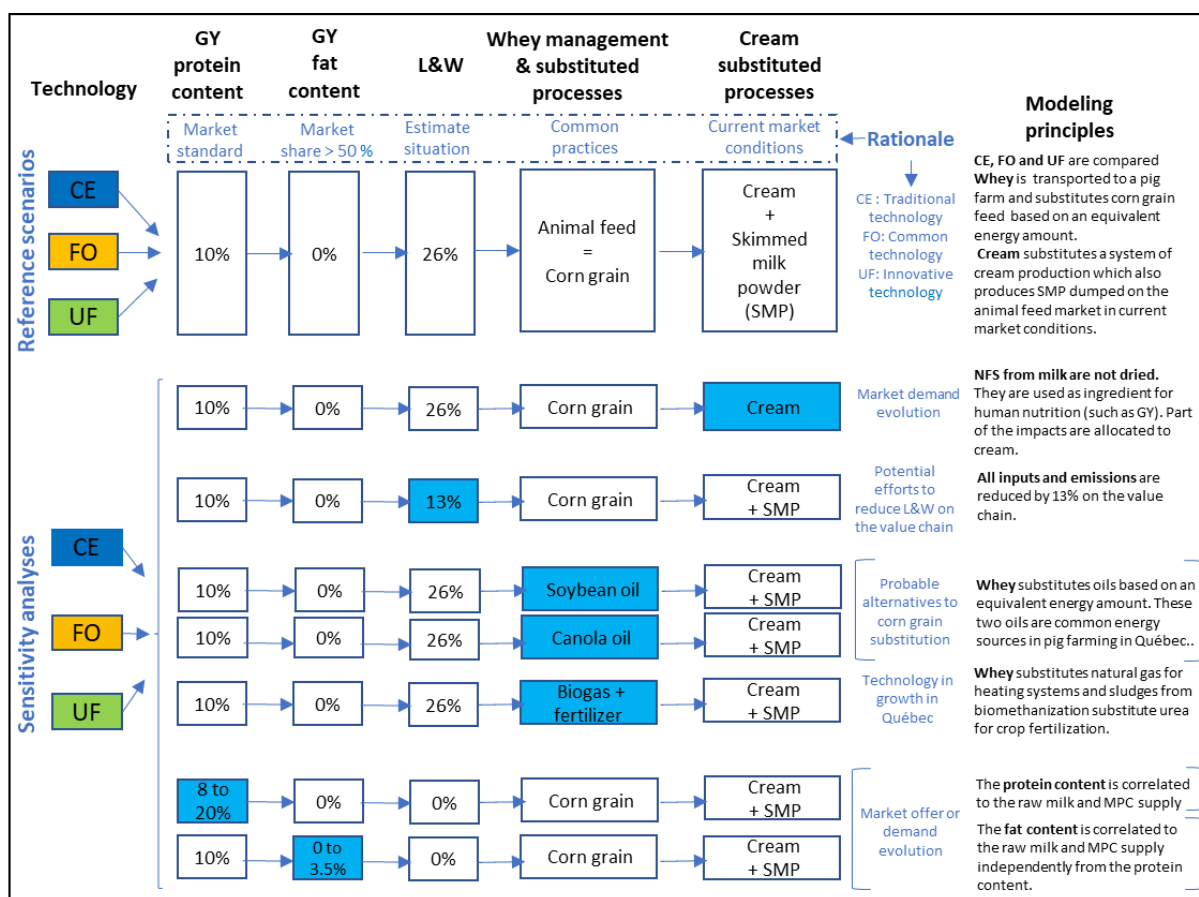 Technology
GY
protein
content
GY
fat
content
L&W
Whey management
& substituted
processes
Cream
substituted
processes
Modeling
principles
Market
standard
Market
share > 50 %
Estimate
situation
Common
practices
Current market
conditions
Rationale
Reference scenarios
CE
FO
UF
10%
0%
26%
Animal feed
=
Corn grain
Cream
+
Skimmed
milk
powder
(SMP)
CE : Traditional
technology
FO: Common
technology
UF: Innovative
technology
CE, FO and UF are compared
Whey is transported to a pig
farm and substitutes corn grain
feed based on an equivalent
energy amount.
Cream substitutes a system of
cream production which also
produces SMP dumped on the
animal feed market in current
market conditions.
Sensitivity analyses
CE
FO
UF
10%
0%
26%
Corn grain
Cream
Market demand
evolution
NFS from milk are not dried.
They are used as ingredient for
human nutrition (such as GY). Part
of the impacts are allocated to
cream.
10%
0%
13%
Corn grain
Cream
+ SMP
Potential
efforts to
reduce L&W on
the value chain
All inputs and emissions are
reduced by 13% on the value
chain.
10%
0%
26%
Soybean oil
Cream
+ SMP
10%
0%
26%
Canola oil
Cream
+ SMP
Probable
alternatives to
corn grain
substitution
Whey substitutes oils based on an
equivalent energy amount. These
two oils are common energy
sources in pig farming in Québec..
10%
0%
26%
Biogas +
fertilizer
Cream
+ SMP
Technology
in growth in
Québec
Whey substitutes natural gas for
heating systems and sludges from
biomethanization substitute urea
for crop fertilization.
8 to
20%
0%
0%
Corn grain
Cream
+ SMP
10%
0 to
3.5%
0%
Corn grain
Cream
+ SMP
Market offer or
demand
evolution
The protein content is correlated
to the raw milk and MPC supply
The fat content is correlated to
the raw milk and MPC supply
independently from the protein
content.